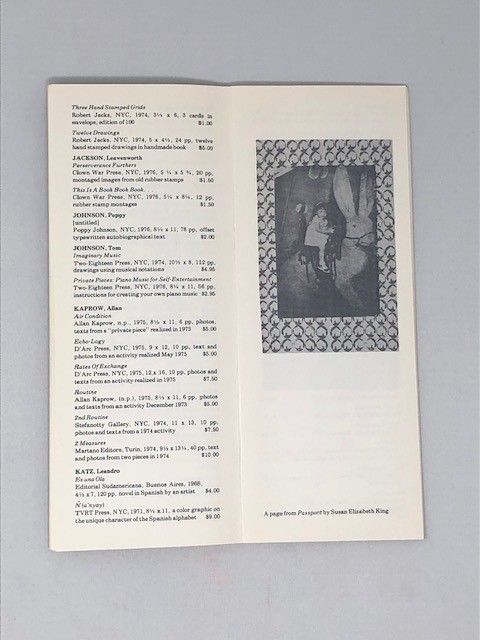 Three Hand Stamped Grids
Robert Jacks, NYC, 1974, 3¼ x 6, 3 cards in
envelope, edition of 100 $1.00
Twelve Drawings
Robert Jacks, NYC, 1974, 5 x 4½, 24 pp, twelve
hand stamped drawings in handmade book $5.00
JACKSON, Leavenworth
Perserverance Furthers
Clown War Press, NYC, 1976, 5 ¼ x 5 ¾, 20 pp,
montaged images from old rubber stamps $1.50
This Is A Book Book Book. . .
Clown War Press, NYC, 1976, 5¼ x 8¼, 12 pp,
rubber stamp montages $1.50
JOHNSON, Poppy
[untitled]
Poppy Johnson, NYC, 1976, 8½ x 11, 78 pp, offset
typewritten autobiographical text $2.00
JOHNSON, Tom
Imaginary Music
Two-Eighteen Press, NYC, 1974, 10½ x 8, 112 pp,
drawings using musical notations $4.95
Private Pieces: Piano Music for Self-Entertainment
Two-Eighteen Press, NYC, 1976, 8½ x 11, 56 pp,
instructions for creating your own piano music $2.95
KAPROW, Allan
Air Condition
Allan Kaprow, n.p., 1975, 8½ x 11, 6 pp, photos,
texts from a "private piece" realized in 1973 $5.00
Echo-Logy
D'Arc Press, NYC, 1975, 9 x 12, 10 pp, text and
photos from an activity realized May 1975 $5.00
Rates Of Exchange
D'Arc Press, NYC, 1975, 12 x 16, 10 pp, photos and
texts from an activity realized in 1975 $7.50
Routine
Allan Kaprow, (n.p.), 1975, 8½ x 11, 6 pp, photos
and texts from an activity December 1973 $5.00
2nd Routine
Stefanotty Gallery, NYC, 1974, 11 x 13, 10 pp,
photos and texts from a 1974 activity $7.50
2 Measures
Martano Editore, Turin, 1974, 9½ x 13¼, 40 pp, text
and photos from two pieces in 1974 $10.00
KATZ, Leandro
Es una Ola
Editorial Sudamericana, Buenos Aires, 1968,
4½ x 7, 120 pp, novel in Spanish by an artist $4.00
Ñ (e'nyay)
TVRT Press, NYC, 1971, 8½ x 11, a color graphic on
the unique character of the Spanish alphabet $9.00
A page from Passport by Susan Elizabeth King